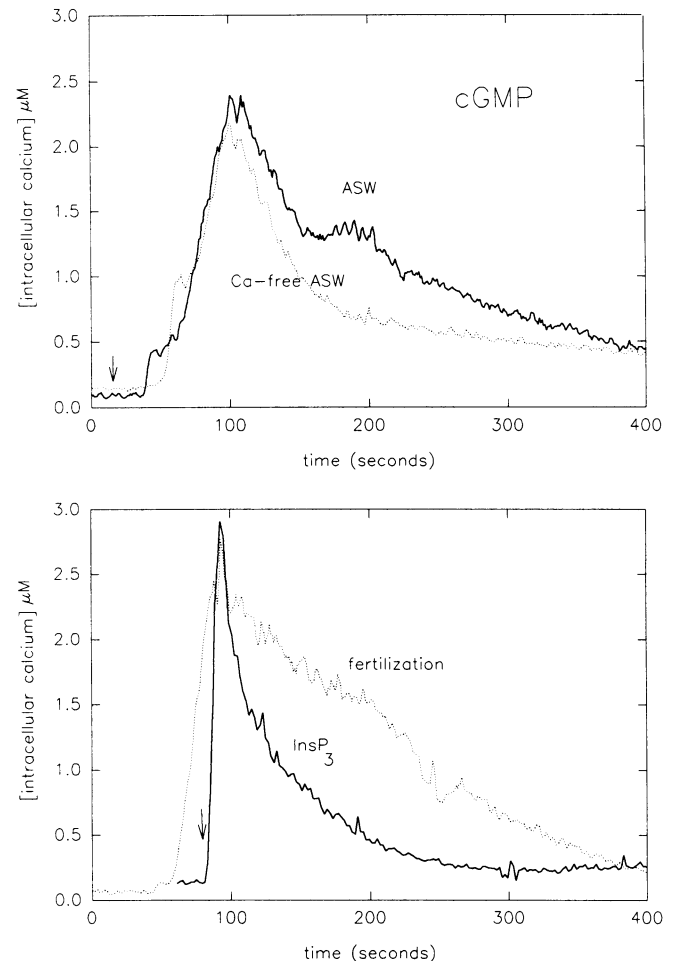 3.0
2.5
2.0
1.5
1.0
0.5
0.0
[intracellular calcium] μM
cGMP
ASW
Ca-free ASW
0 100 200 300 400
time (seconds)
3.0
2.5
2.0
1.5
1.0
0.5
0.0
[intracellular calcium] μM
fertilization
InsP3
0 100 200 300 400
time (seconds)